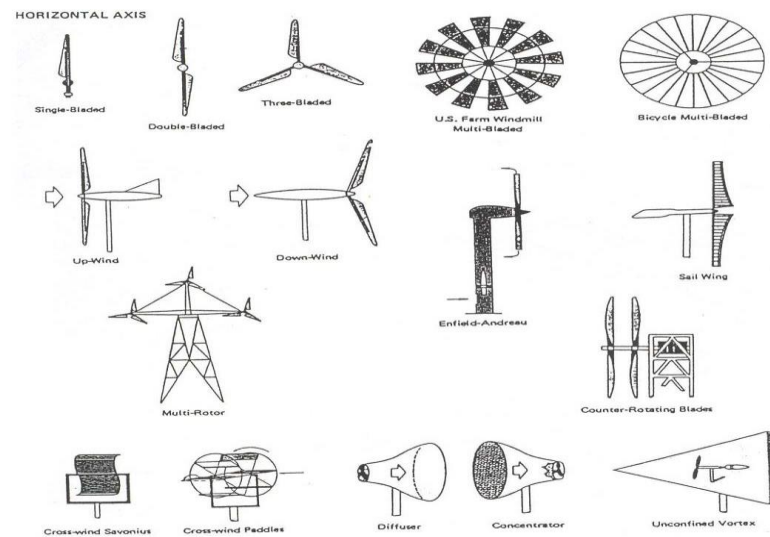 HORIZONTAL AXIS
Single-Bladed
Double-Bladed
Three-Bladed
U.S. Farm Windmill
Multi-Bladed
Bicycle Multi-Bladed
Up-Wind
Down-Wind
Enfield-Andreau
Sail Wing
Multi-Rotor
Counter-Rotating Blades
Cross-wind Savonius
Cross-wind Paddles
Diffuser
Concentrator
Unconfined Vortex